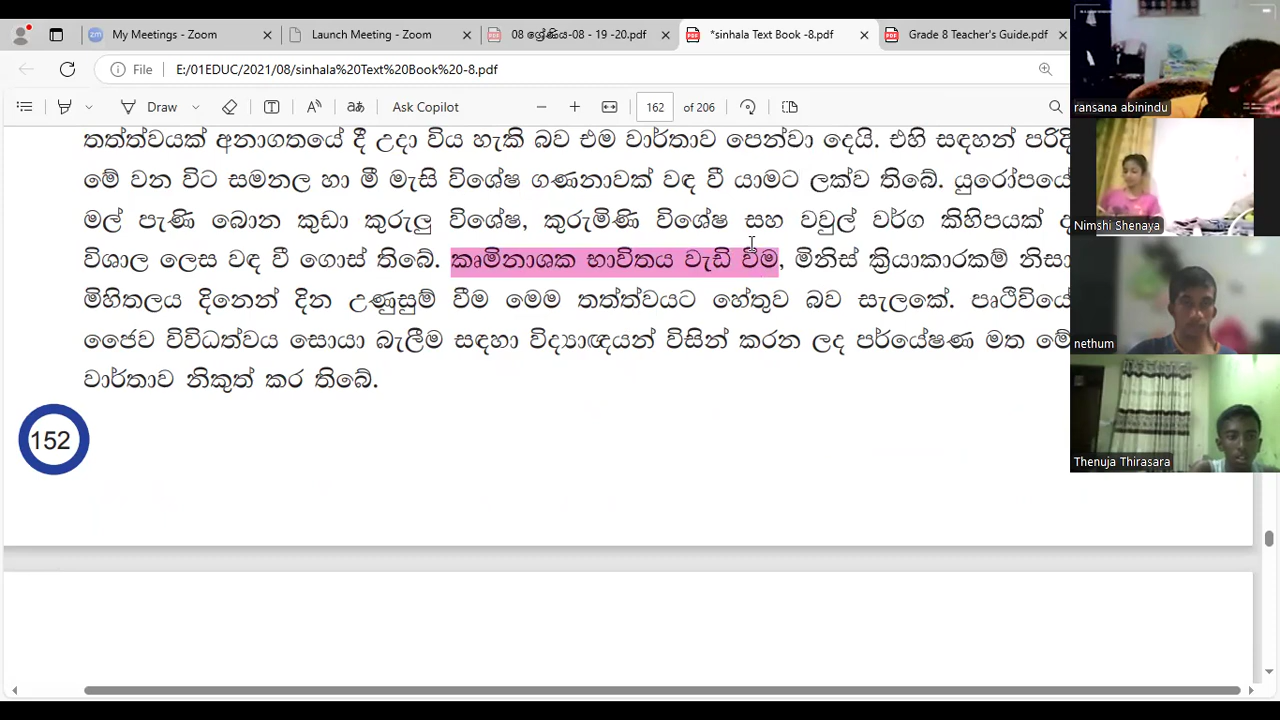 My Meetings - Zoom
Launch Meeting - Zoom
08 ශ්‍රේණිය-08 - 19 -20.pdf
*sinhala Text Book -8.pdf
Grade 8 Teacher's Guide.pdf
File
E:/01EDUC/2021/08/sinhala%20Text%20Book%20-8.pdf
Draw
Ask Copilot
162
of 206
තත්ත්වයක් අනාගතයේ දී උදා විය හැකි බව එම වාර්තාව පෙන්වා දෙයි. එහි සඳහන්
මේ වන විට සමනල හා මී මැසි විශේෂ ගණනාවක් වඳ වී යාමට ලක්ව තිබේ.
මල් පැණි බොන කුඩා කුරුලු විශේෂ, කුරුමිණි විශේෂ සහ වවුල් වර්ග කිහිපයක්
විශාල ලෙස වඳ වී ගොස් තිබේ. කෘමිනාශක භාවිතය වැඩි වීම, මිනිස් ක්‍රියාකාරකම්
මිහිතලය දිනෙන් දින උණුසුම් වීම මෙම තත්ත්වයට හේතුව බව සැලකේ.
ජෛව විවිධත්වය සොයා බැලීම සඳහා විද්‍යාඥයන් විසින් කරන ලද පර්යේෂණ මත
වාර්තාව නිකුත් කර තිබේ.
152
ransana abinindu
Nimshi Shenaya
nethum
Thenuja Thirasara